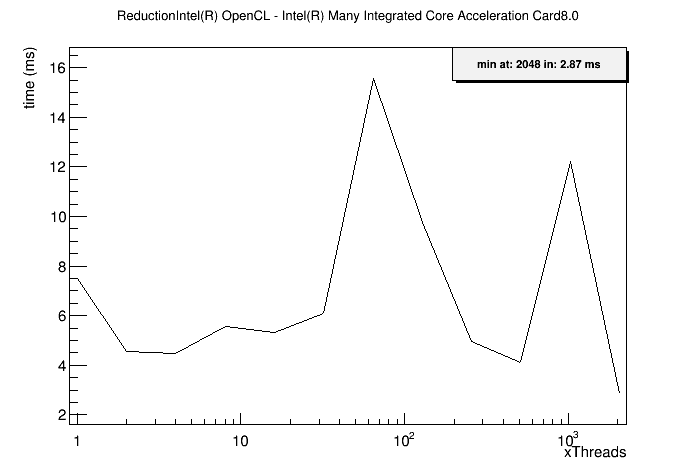 ReductionIntel(R) OpenCL - Intel(R) Many Integrated Core Acceleration Card8.0
min at: 2048 in: 2.87 ms
time (ms)
16
14
12
10
8
6
4
2
1 10 10² 10³
xThreads